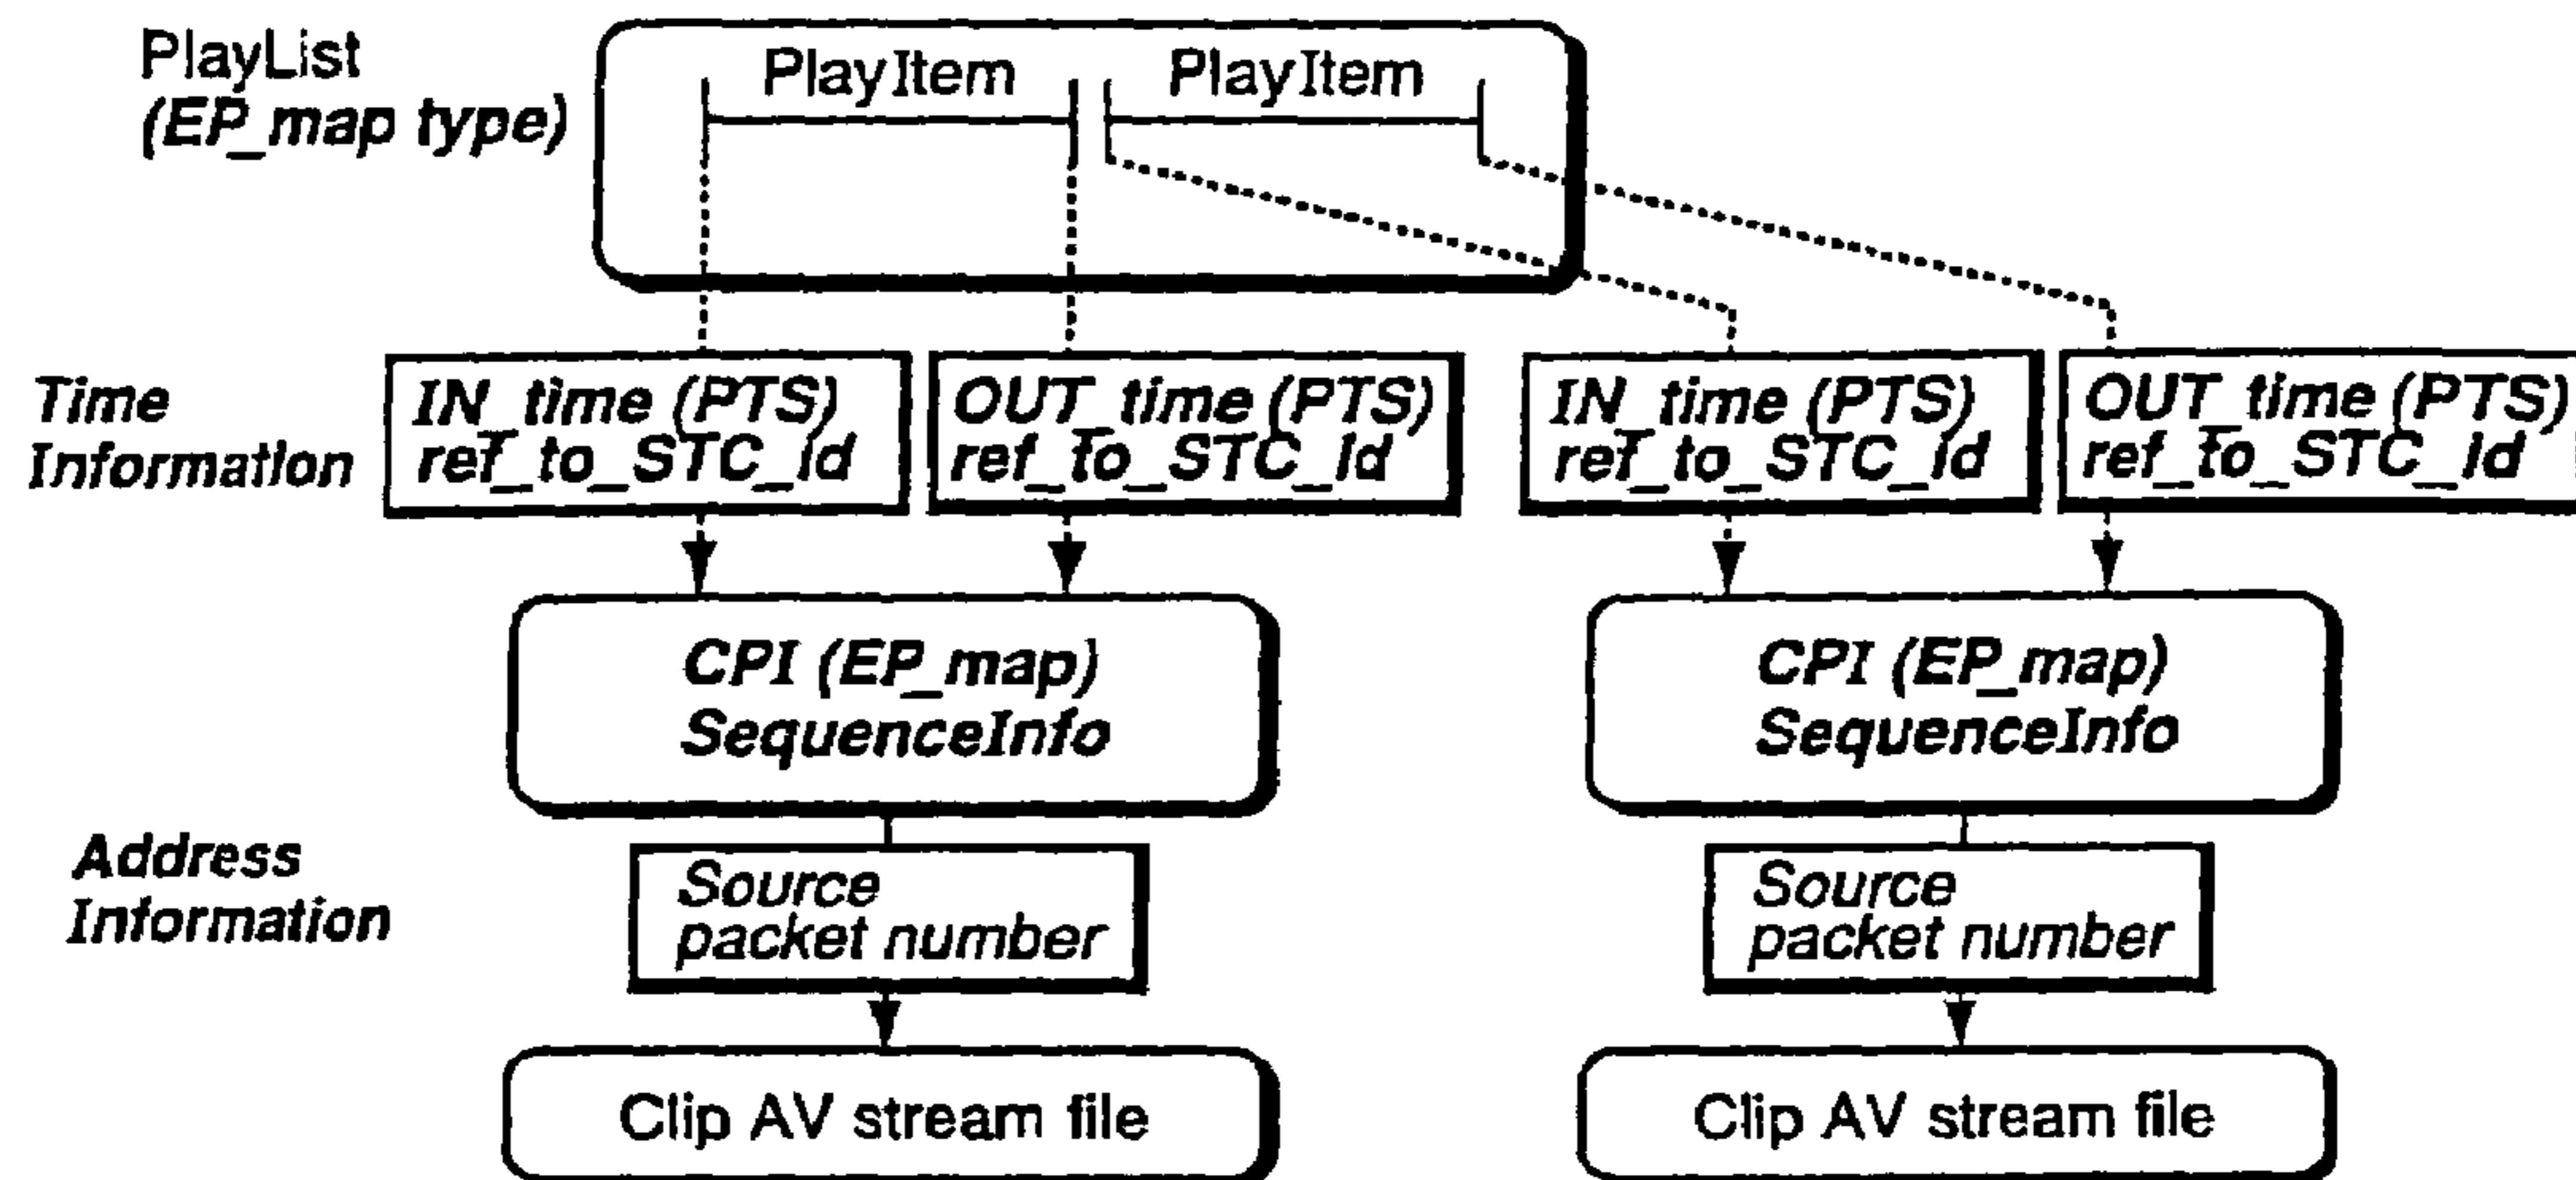 PlayList
(EP_map type)
PlayItem
PlayItem
Time
Information
IN_time (PTS)
ref_to_STC_id
OUT_time (PTS)
ref_to_STC_id
IN_time (PTS)
ref_to_STC_id
OUT_time (PTS)
ref_to_STC_id
CPI (EP_map)
SequenceInfo
CPI (EP_map)
SequenceInfo
Address
Information
Source
packet number
Source
packet number
Clip AV stream file
Clip AV stream file